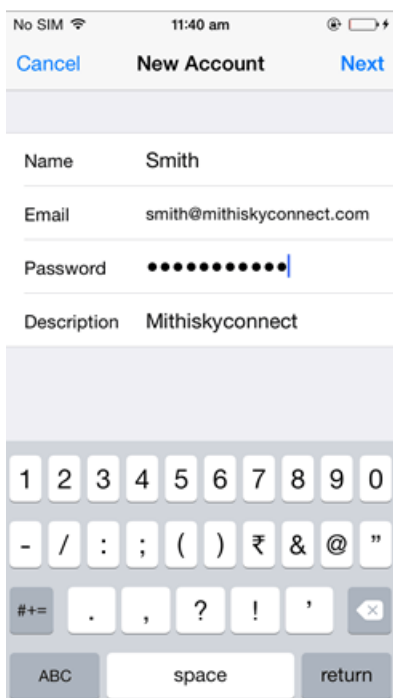 No SIM 11:40 am
Cancel New Account Next
Name Smith
Email smith@mithiskyconnect.com
Password •••••••••••
Description Mithiskyconnect
1 2 3 4 5 6 7 8 9 0
- / : ; ( ) ₹ & @ ”
#+= . , ? ! ’
ABC space return